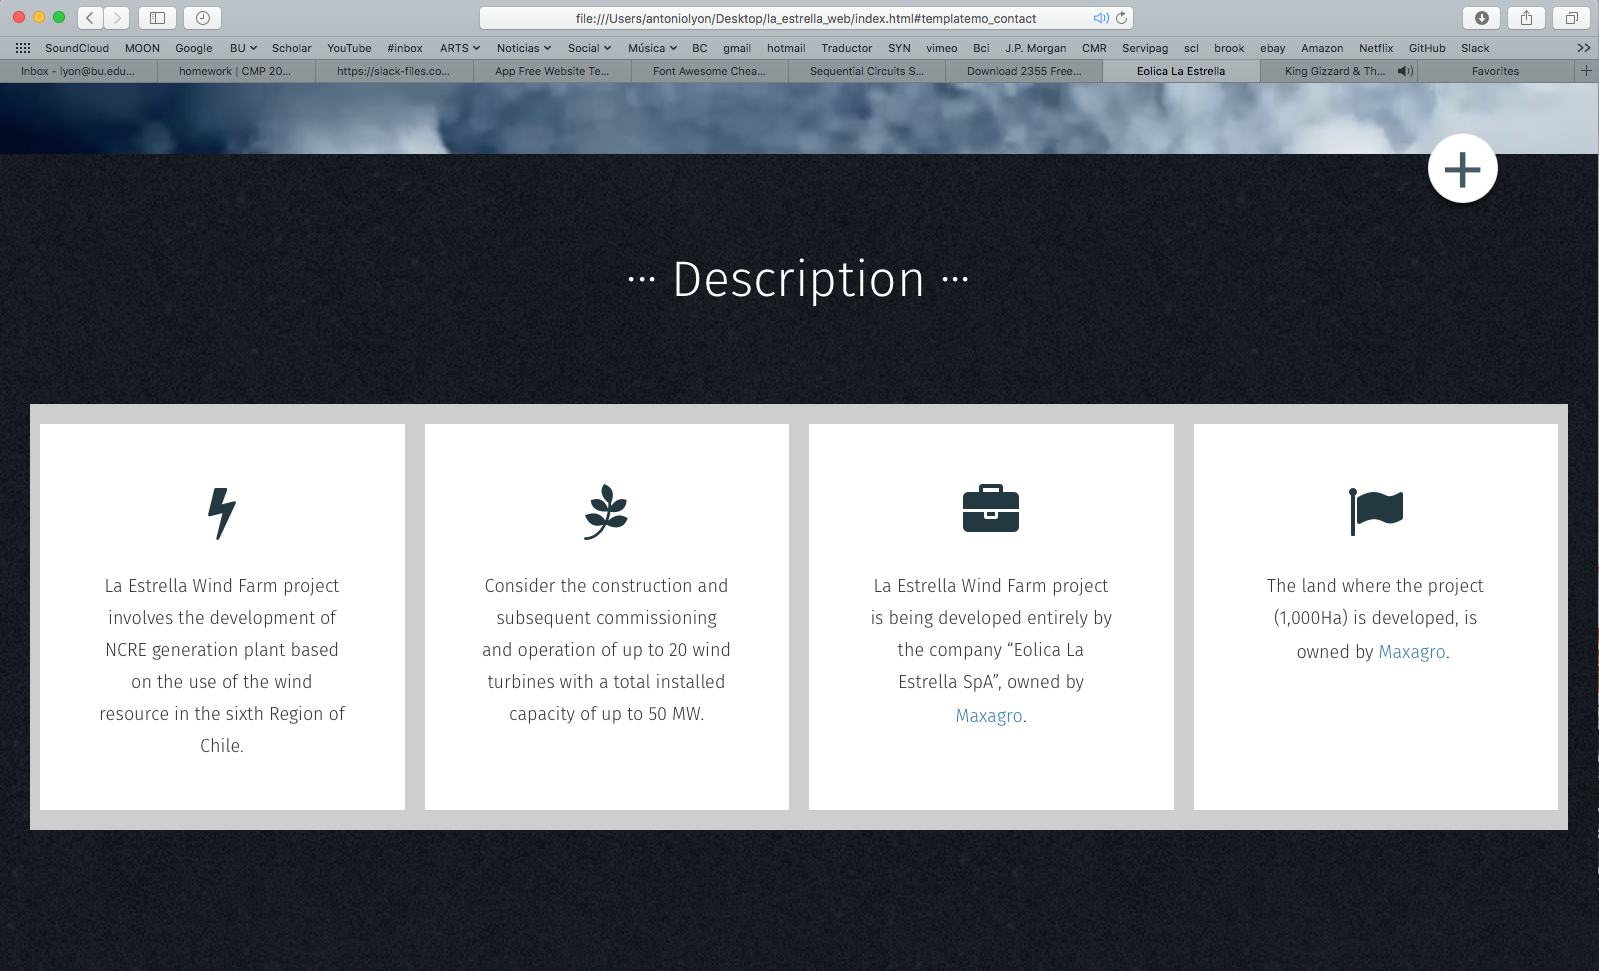 file:///Users/antoniolyon/Desktop/la_estrella_web/index.html#templatemo_contact
SoundCloud MOON Google BU Scholar YouTube #inbox ARTS Noticias Social Música BC gmail hotmail Traductor SYN vimeo Bci J.P. Morgan CMR Servipag scl brook ebay Amazon Netflix GitHub Slack
Inbox - lyon@bu.edu... homework | CMP 20... https://slack-files.co... App Free Website Te... Font Awesome Chea... Sequential Circuits S... Download 2355 Free... Eolica La Estrella King Gizzard & Th... Favorites
··· Description ···
La Estrella Wind Farm project
involves the development of
NCRE generation plant based
on the use of the wind
resource in the sixth Region of
Chile.
Consider the construction and
subsequent commissioning
and operation of up to 20 wind
turbines with a total installed
capacity of up to 50 MW.
La Estrella Wind Farm project
is being developed entirely by
the company “Eolica La
Estrella SpA”, owned by
Maxagro.
The land where the project
(1,000Ha) is developed, is
owned by Maxagro.